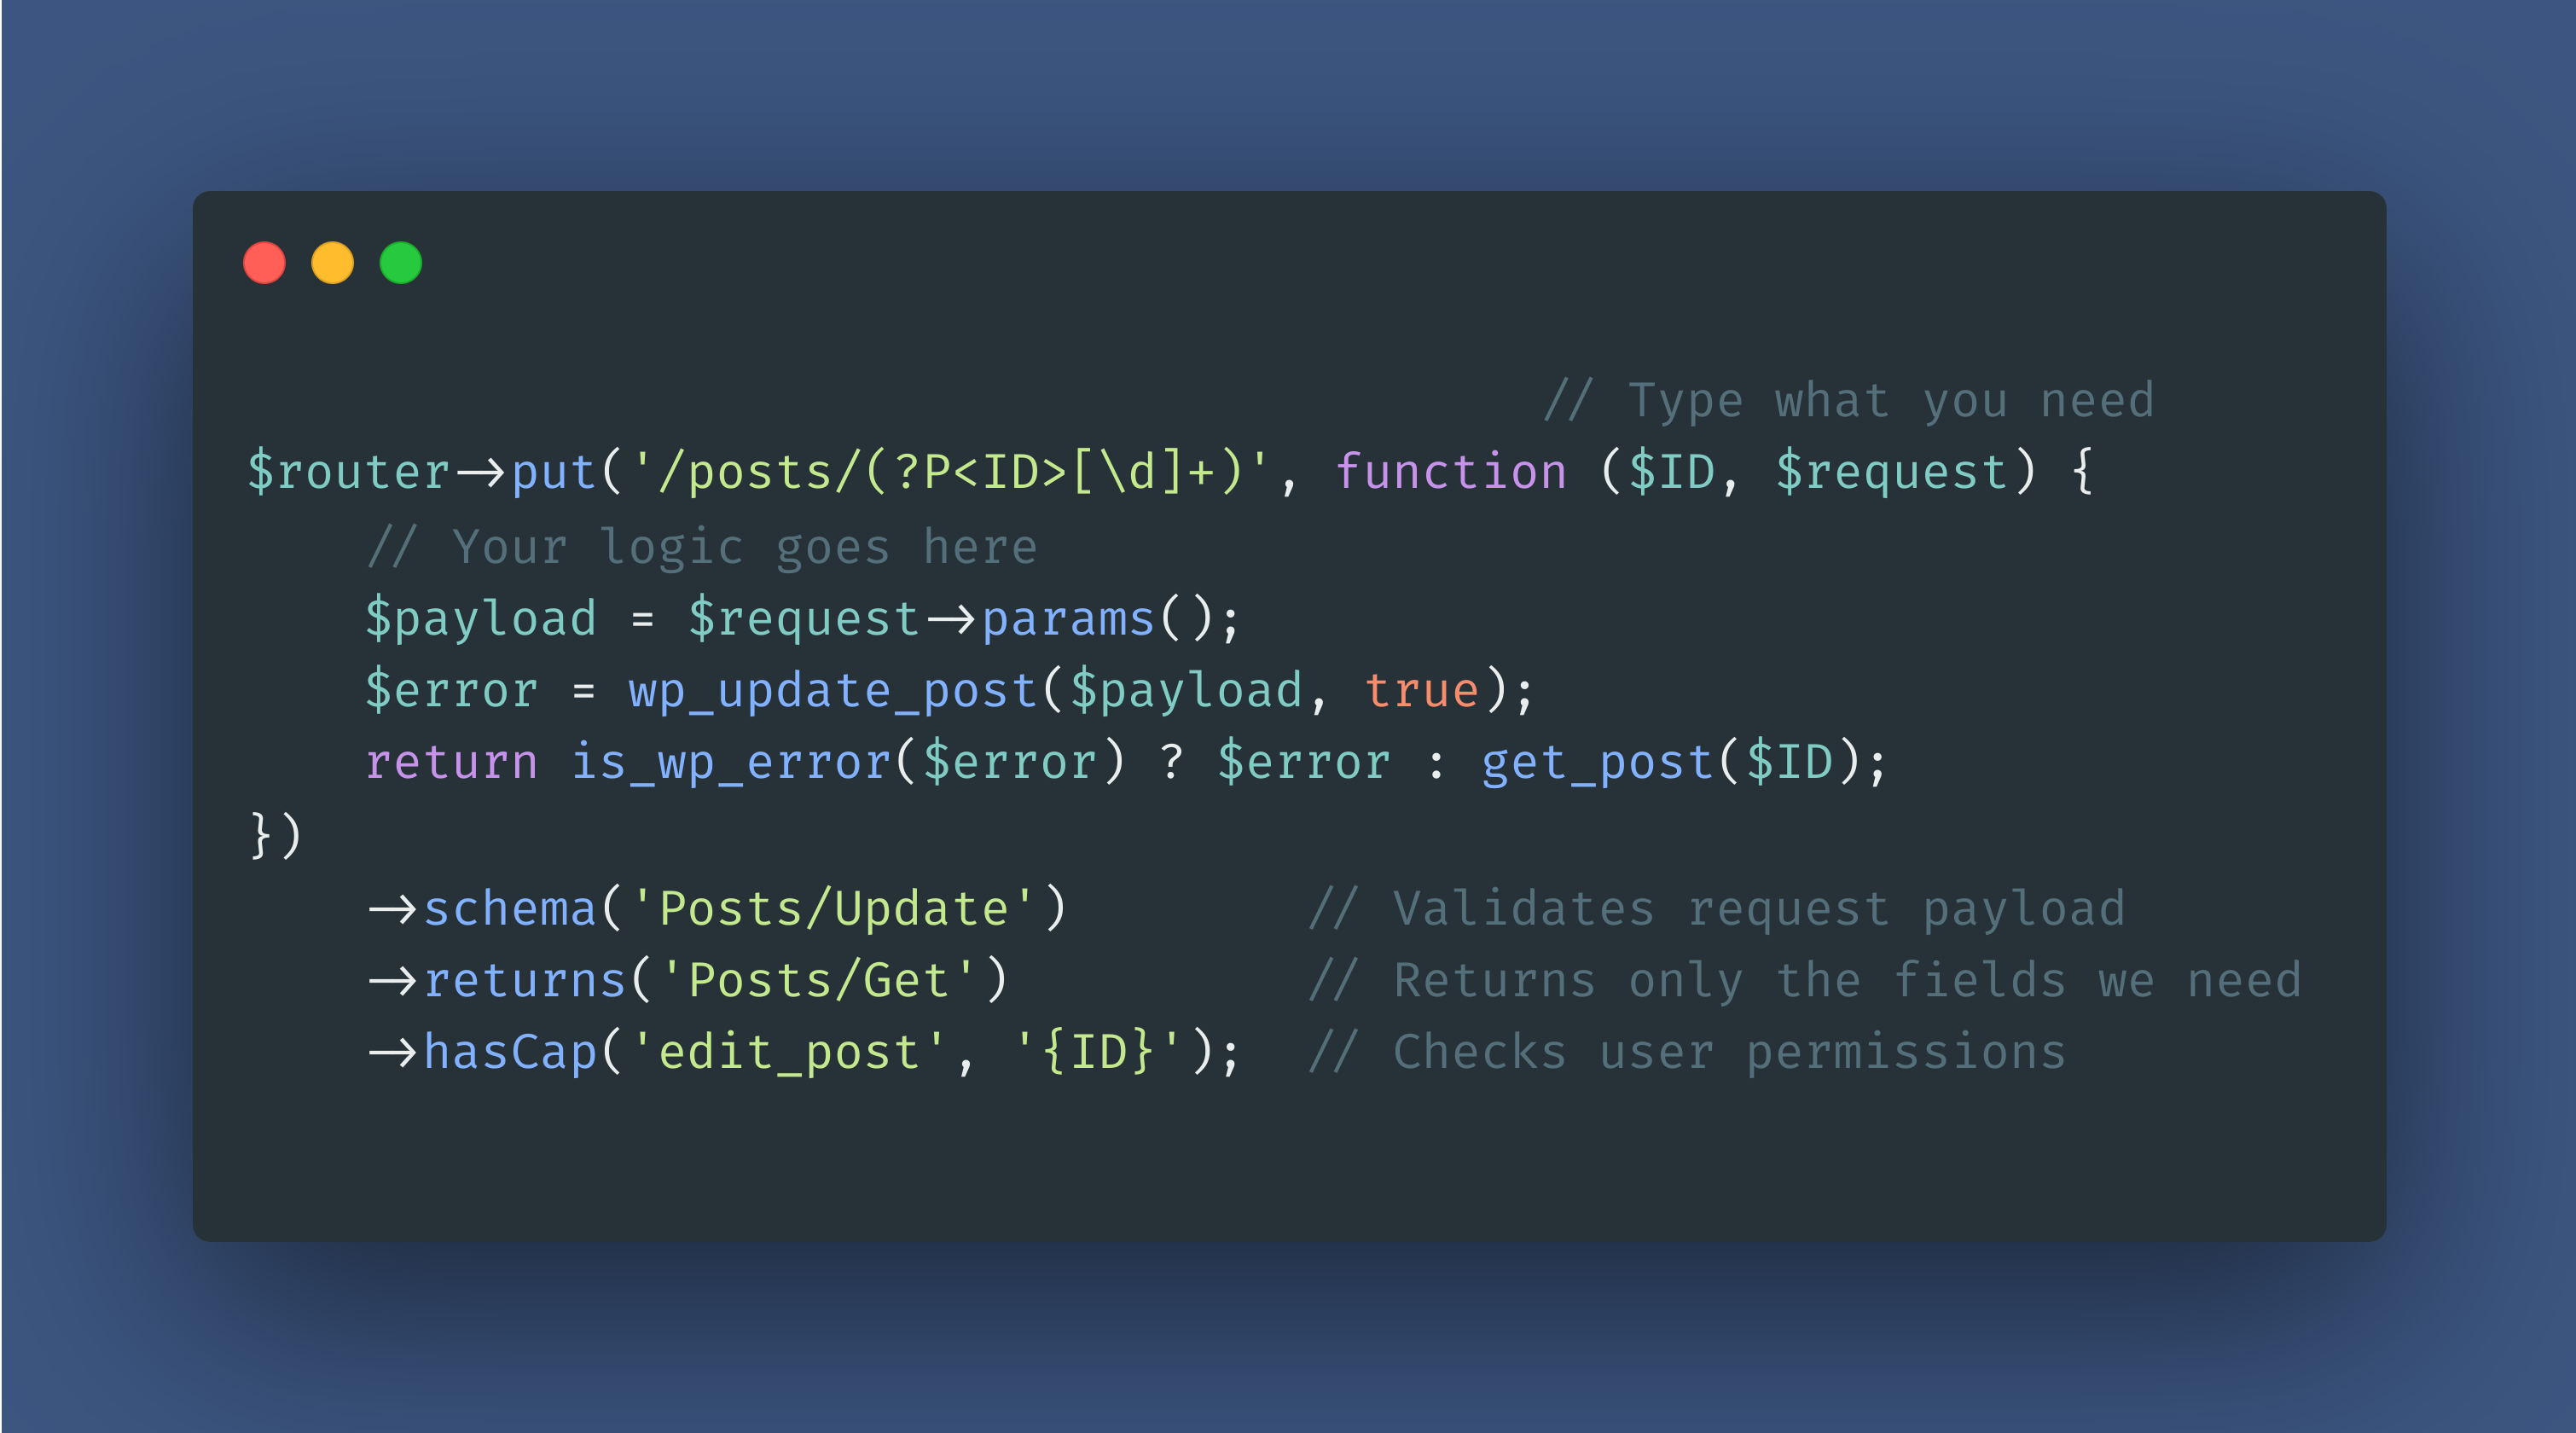 // Type what you need
$router->put('/posts/(?P<ID>[\d]+)', function ($ID, $request) {
// Your logic goes here
$payload = $request->params();
$error = wp_update_post($payload, true);
return is_wp_error($error) ? $error : get_post($ID);
})
->schema('Posts/Update') // Validates request payload
->returns('Posts/Get') // Returns only the fields we need
->hasCap('edit_post', '{ID}'); // Checks user permissions